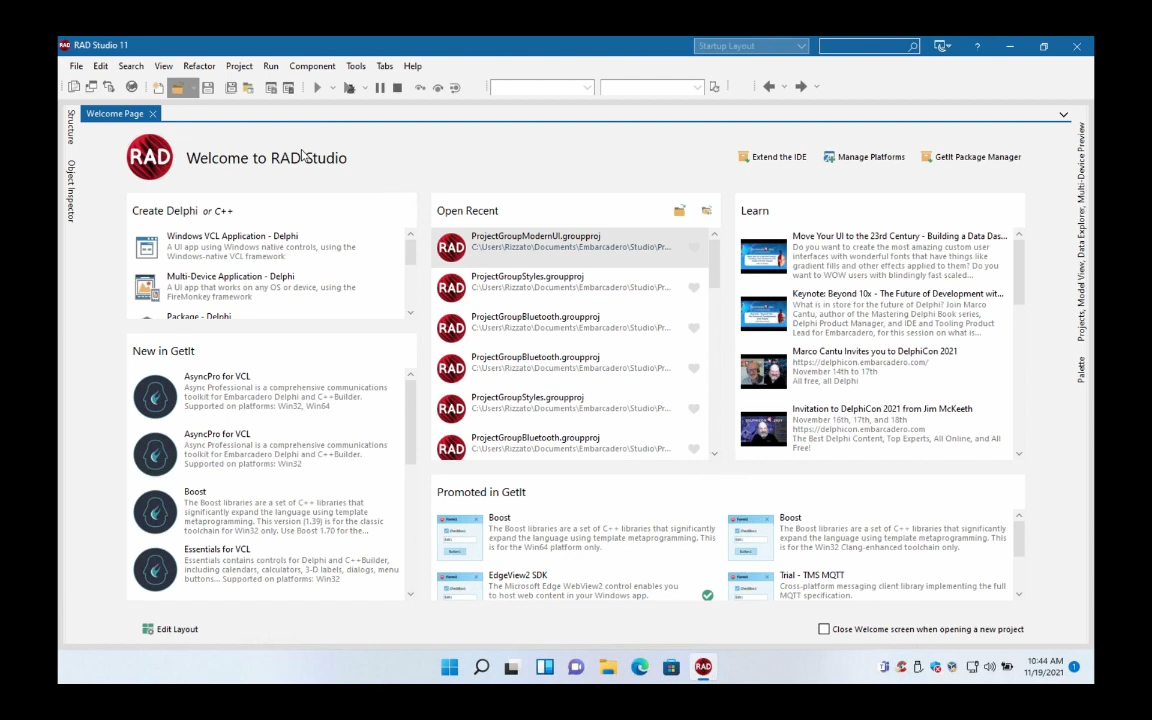 RAD Studio 11
Startup Layout
?
File Edit Search View Refactor Project Run Component Tools Tabs Help
Welcome Page
Structure
Object Inspector
RAD
Welcome to RAD Studio
Extend the IDE
Manage Platforms
GetIt Package Manager
Projects, Model View, Data Explorer, Multi-Device Preview
Palette
Create Delphi or C++
Windows VCL Application - Delphi
A UI app using Windows native controls, using the
Windows-native VCL framework
Multi-Device Application - Delphi
A UI app that works on any OS or device, using the
FireMonkey framework
Package - Delphi
New in GetIt
AsyncPro for VCL
Async Professional is a comprehensive communications
toolkit for Embarcadero Delphi and C++Builder.
Supported on platforms: Win32, Win64
AsyncPro for VCL
Async Professional is a comprehensive communications
toolkit for Embarcadero Delphi and C++Builder.
Supported on platforms: Win32
Boost
The Boost libraries are a set of C++ libraries that
significantly expand the language using template
metaprogramming. This version (1.39) is for the classic
toolchain for Win32 only. Use Boost 1.70 for the...
Essentials for VCL
Essentials contains controls for Delphi and C++Builder,
including calendars, calculators, 3-D labels, dialogs, menu
buttons... Supported on platforms: Win32
Open Recent
RAD
ProjectGroupModernUI.groupproj
C:\Users\Rizzato\Documents\Embarcadero\Studio\Pr...
RAD
ProjectGroupStyles.groupproj
C:\Users\Rizzato\Documents\Embarcadero\Studio\Pr...
RAD
ProjectGroupBluetooth.groupproj
C:\Users\Rizzato\Documents\Embarcadero\Studio\Pr...
RAD
ProjectGroupBluetooth.groupproj
C:\Users\Rizzato\Documents\Embarcadero\Studio\Pr...
RAD
ProjectGroupStyles.groupproj
C:\Users\Rizzato\Documents\Embarcadero\Studio\Pr...
RAD
ProjectGroupBluetooth.groupproj
C:\Users\Rizzato\Documents\Embarcadero\Studio\Pr...
Learn
Move Your UI to the 23rd Century - Building a Data Das...
Do you want to create the most amazing custom user
interfaces with wonderful fonts that have things like
gradient fills and other effects applied to them? Do you
want to WOW users with highly scaled...
Keynote: Beyond 10x - The Future of Development wit...
What is in store for the future of Delphi? Join Marco
Cantu, author of the Mastering Delphi Book series,
Delphi Product Manager, and IDE and Tooling Product
Lead for Embarcadero, for this session on what is...
Marco Cantu Invites you to DelphiCon 2021
https://delphicon.embarcadero.com/
November 14th to 17th
All free, all Delphi
Invitation to DelphiCon 2021 from Jim McKeeth
November 16th, 17th, and 18th
https://delphicon.embarcadero.com
The Best Delphi Content, Top Experts, All Online, and All
Free!
Promoted in GetIt
Boost
The Boost libraries are a set of C++ libraries that significantly
expand the language using template metaprogramming. This
is for the Win64 platform only.
Boost
The Boost libraries are a set of C++ libraries that significantly
expand the language using template metaprogramming. This
is for the Win32 Clang-enhanced toolchain only.
EdgeView2 SDK
The Microsoft Edge WebView2 control enables you
to host web content in your Windows app.
Trial - TMS MQTT
Cross-platform messaging client library implementing the full
MQTT specification.
Edit Layout
Close Welcome screen when opening a new project
RAD
10:44 AM
11/19/2021
1